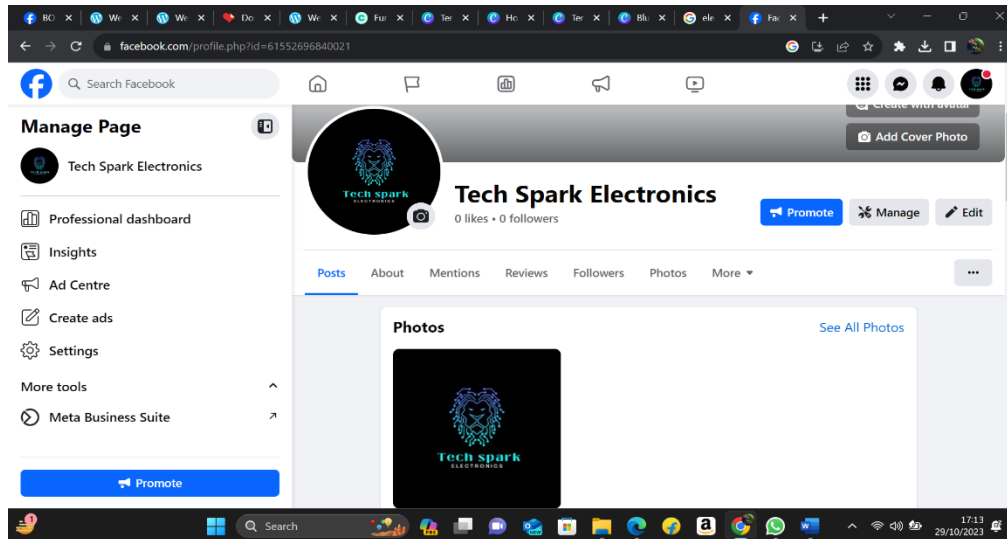 BO
We
We
Do
We
Fur
Ter
Ho
Ter
Blu
ele
Fac
facebook.com/profile.php?id=61552696840021
Search Facebook
Manage Page
Tech Spark Electronics
Professional dashboard
Insights
Ad Centre
Create ads
Settings
More tools
Meta Business Suite
Promote
Create with avatar
Add Cover Photo
Tech spark
ELECTRONICS
Tech Spark Electronics
0 likes • 0 followers
Promote
Manage
Edit
Posts About Mentions Reviews Followers Photos More
Photos See All Photos
Tech spark
ELECTRONICS
Search
17:13
29/10/2023